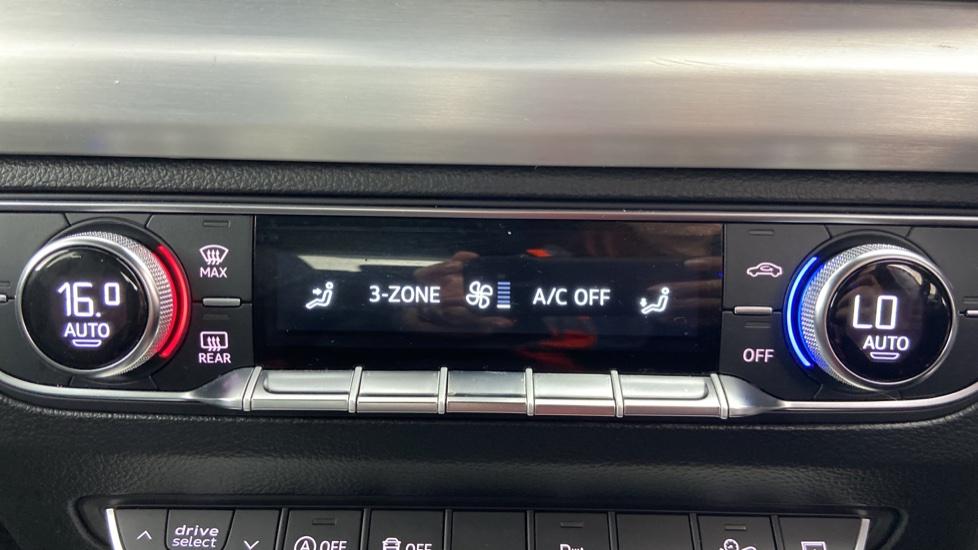 16.0
AUTO
MAX
REAR
3-ZONE
A/C OFF
OFF
LO
AUTO
drive
select
A OFF
OFF